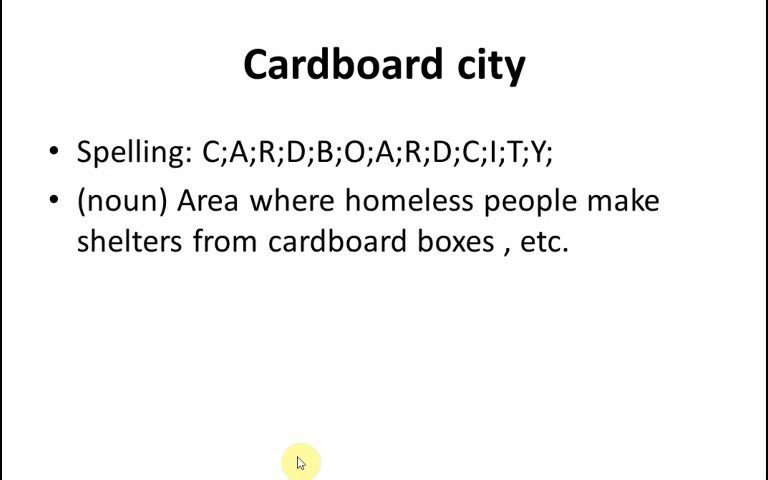 Cardboard city
• Spelling: C;A;R;D;B;O;A;R;D;C;I;T;Y;
• (noun) Area where homeless people make
shelters from cardboard boxes , etc.